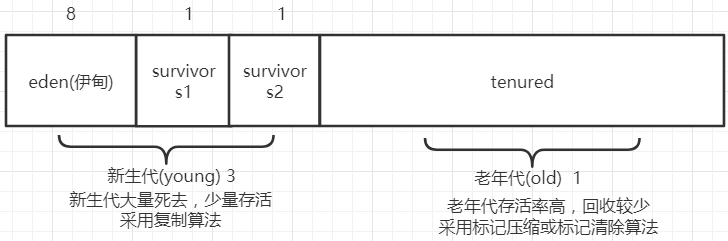 8 1 1
eden(伊甸)
survivor
s1
survivor
s2
tenured
新生代(young) 3
新生代大量死去，少量存活
采用复制算法
老年代(old) 1
老年代存活率高，回收较少
采用标记压缩或标记清除算法